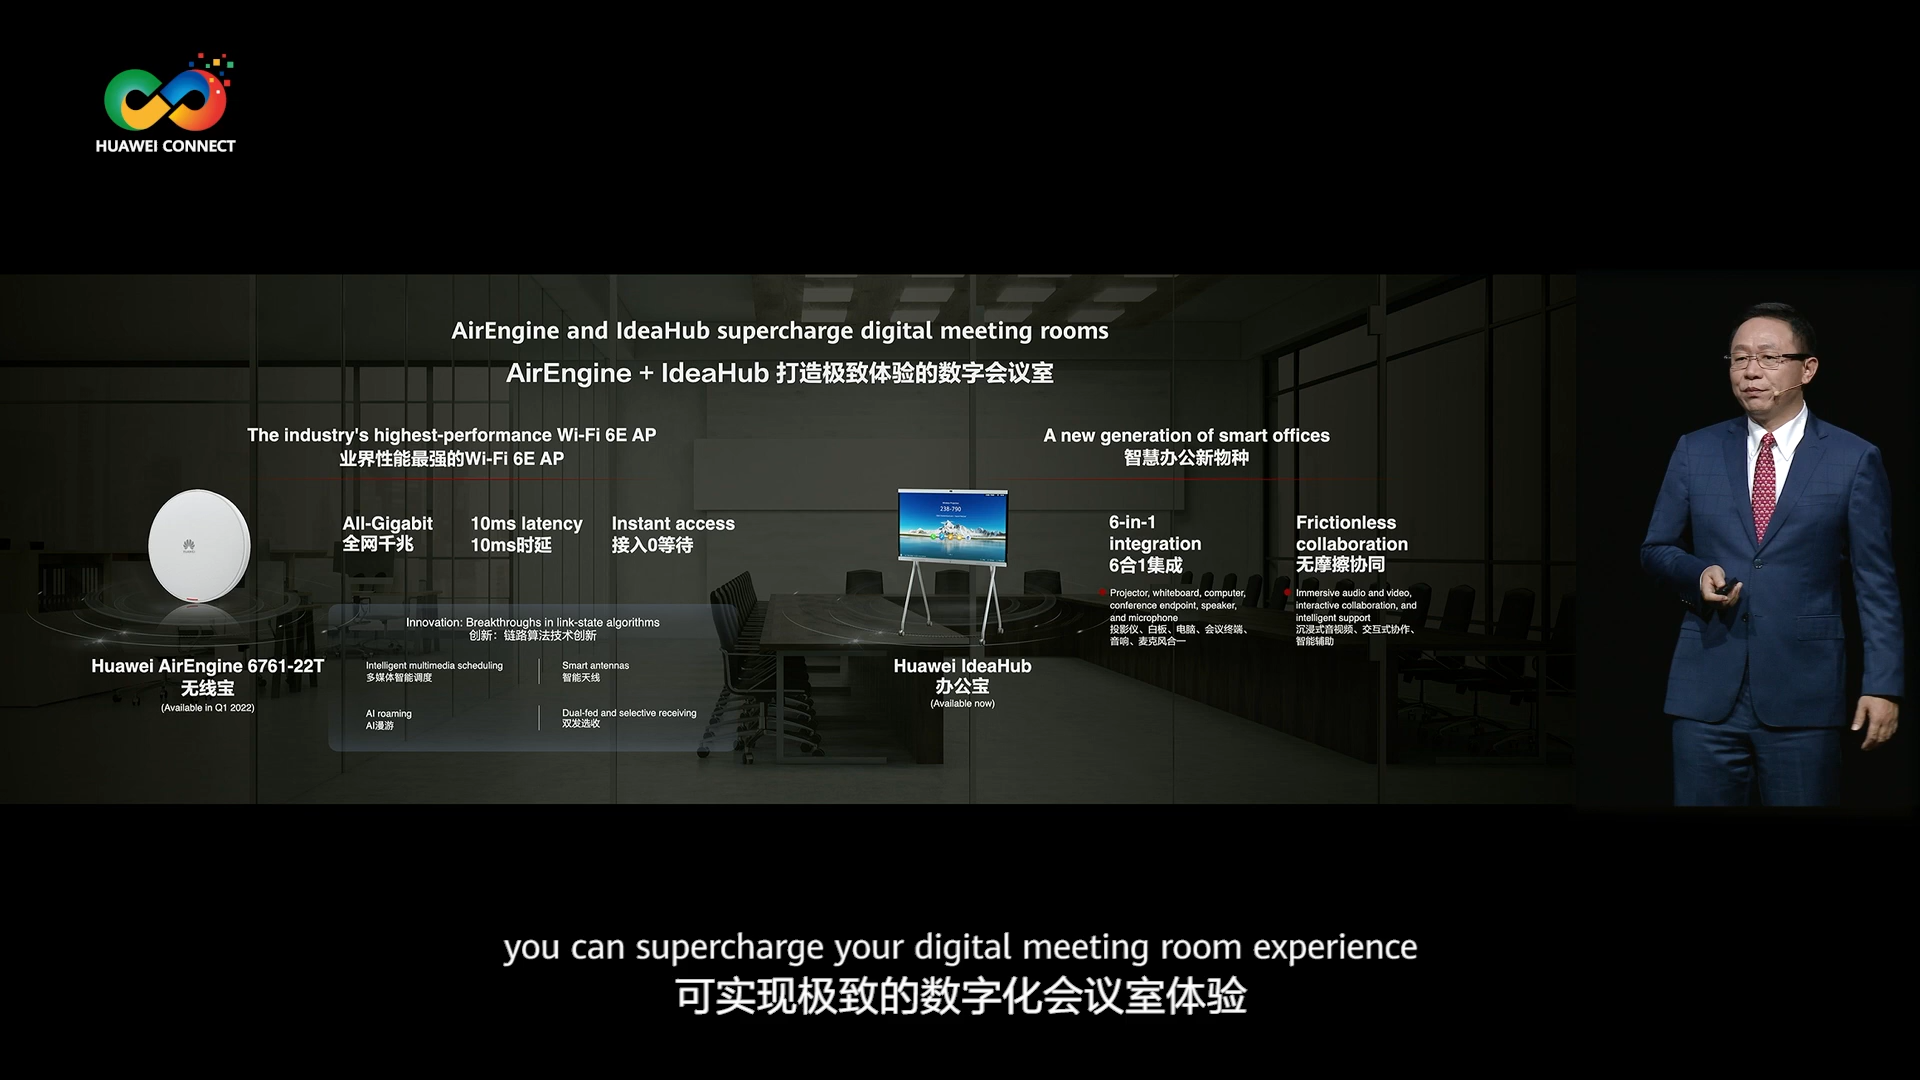 HUAWEI CONNECT
AirEngine and IdeaHub supercharge digital meeting rooms
AirEngine + IdeaHub 打造极致体验的数字会议室
The industry's highest-performance Wi-Fi 6E AP
业界性能最强的Wi-Fi 6E AP
All-Gigabit
全网千兆
10ms latency
10ms时延
Instant access
接入0等待
Innovation: Breakthroughs in link-state algorithms
创新：链路算法技术创新
Intelligent multimedia scheduling
多媒体智能调度
Smart antennas
智能天线
AI roaming
AI漫游
Dual-fed and selective receiving
双发选收
Huawei AirEngine 6761-22T
无线宝
(Available in Q1 2022)
A new generation of smart offices
智慧办公新物种
238-790
Huawei IdeaHub
办公宝
(Available now)
6-in-1
integration
6合1集成
Projector, whiteboard, computer,
conference endpoint, speaker,
and microphone
投影仪、白板、电脑、会议终端、
音响、麦克风合一
Frictionless
collaboration
无摩擦协同
Immersive audio and video,
interactive collaboration, and
intelligent support
沉浸式音视频、交互式协作、
智能辅助
you can supercharge your digital meeting room experience
可实现极致的数字化会议室体验